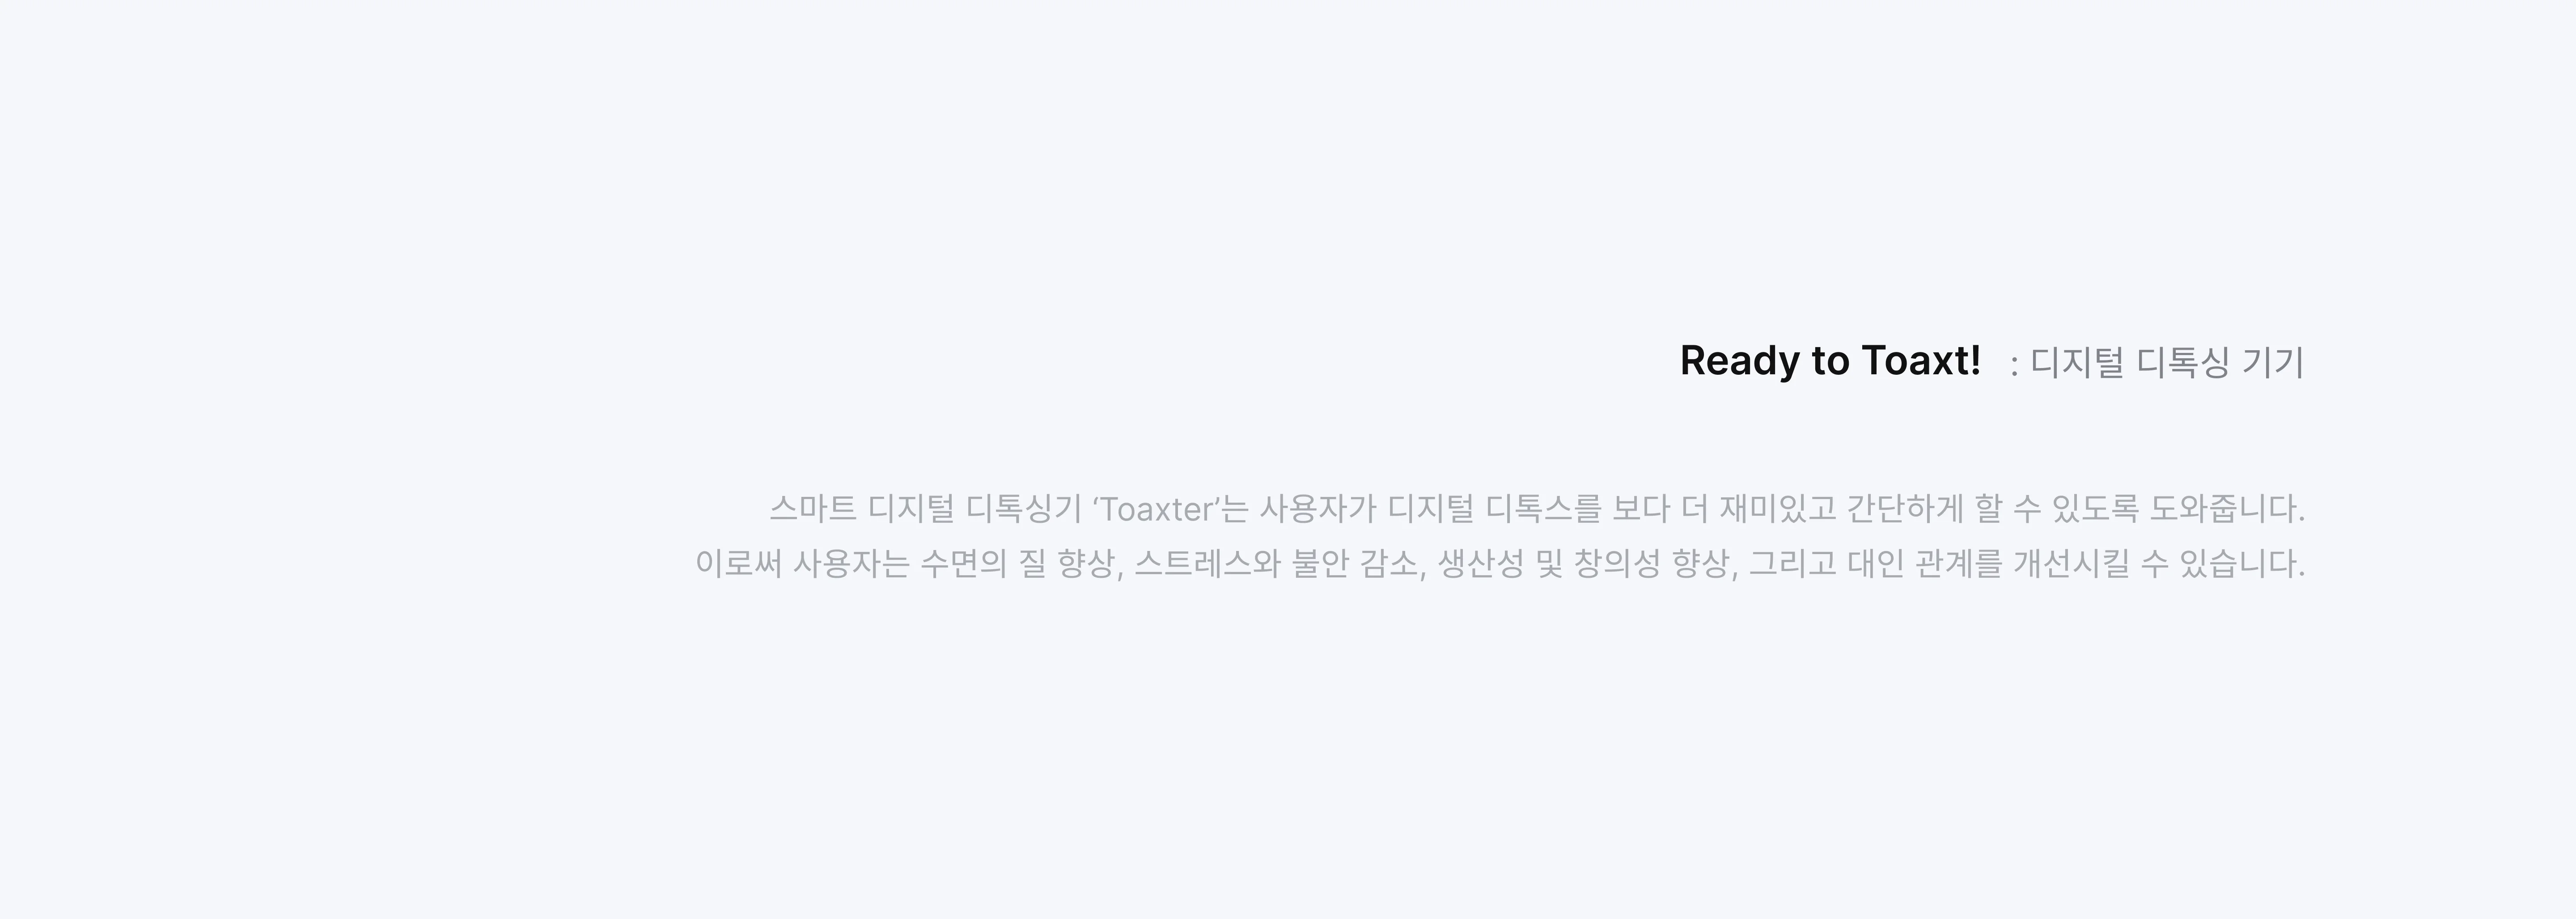 Ready to Toaxt! : 디지털 디톡싱 기기
스마트 디지털 디톡싱기 ‘Toaxter’는 사용자가 디지털 디톡스를 보다 더 재미있고 간단하게 할 수 있도록 도와줍니다.
이로써 사용자는 수면의 질 향상, 스트레스와 불안 감소, 생산성 및 창의성 향상, 그리고 대인 관계를 개선시킬 수 있습니다.